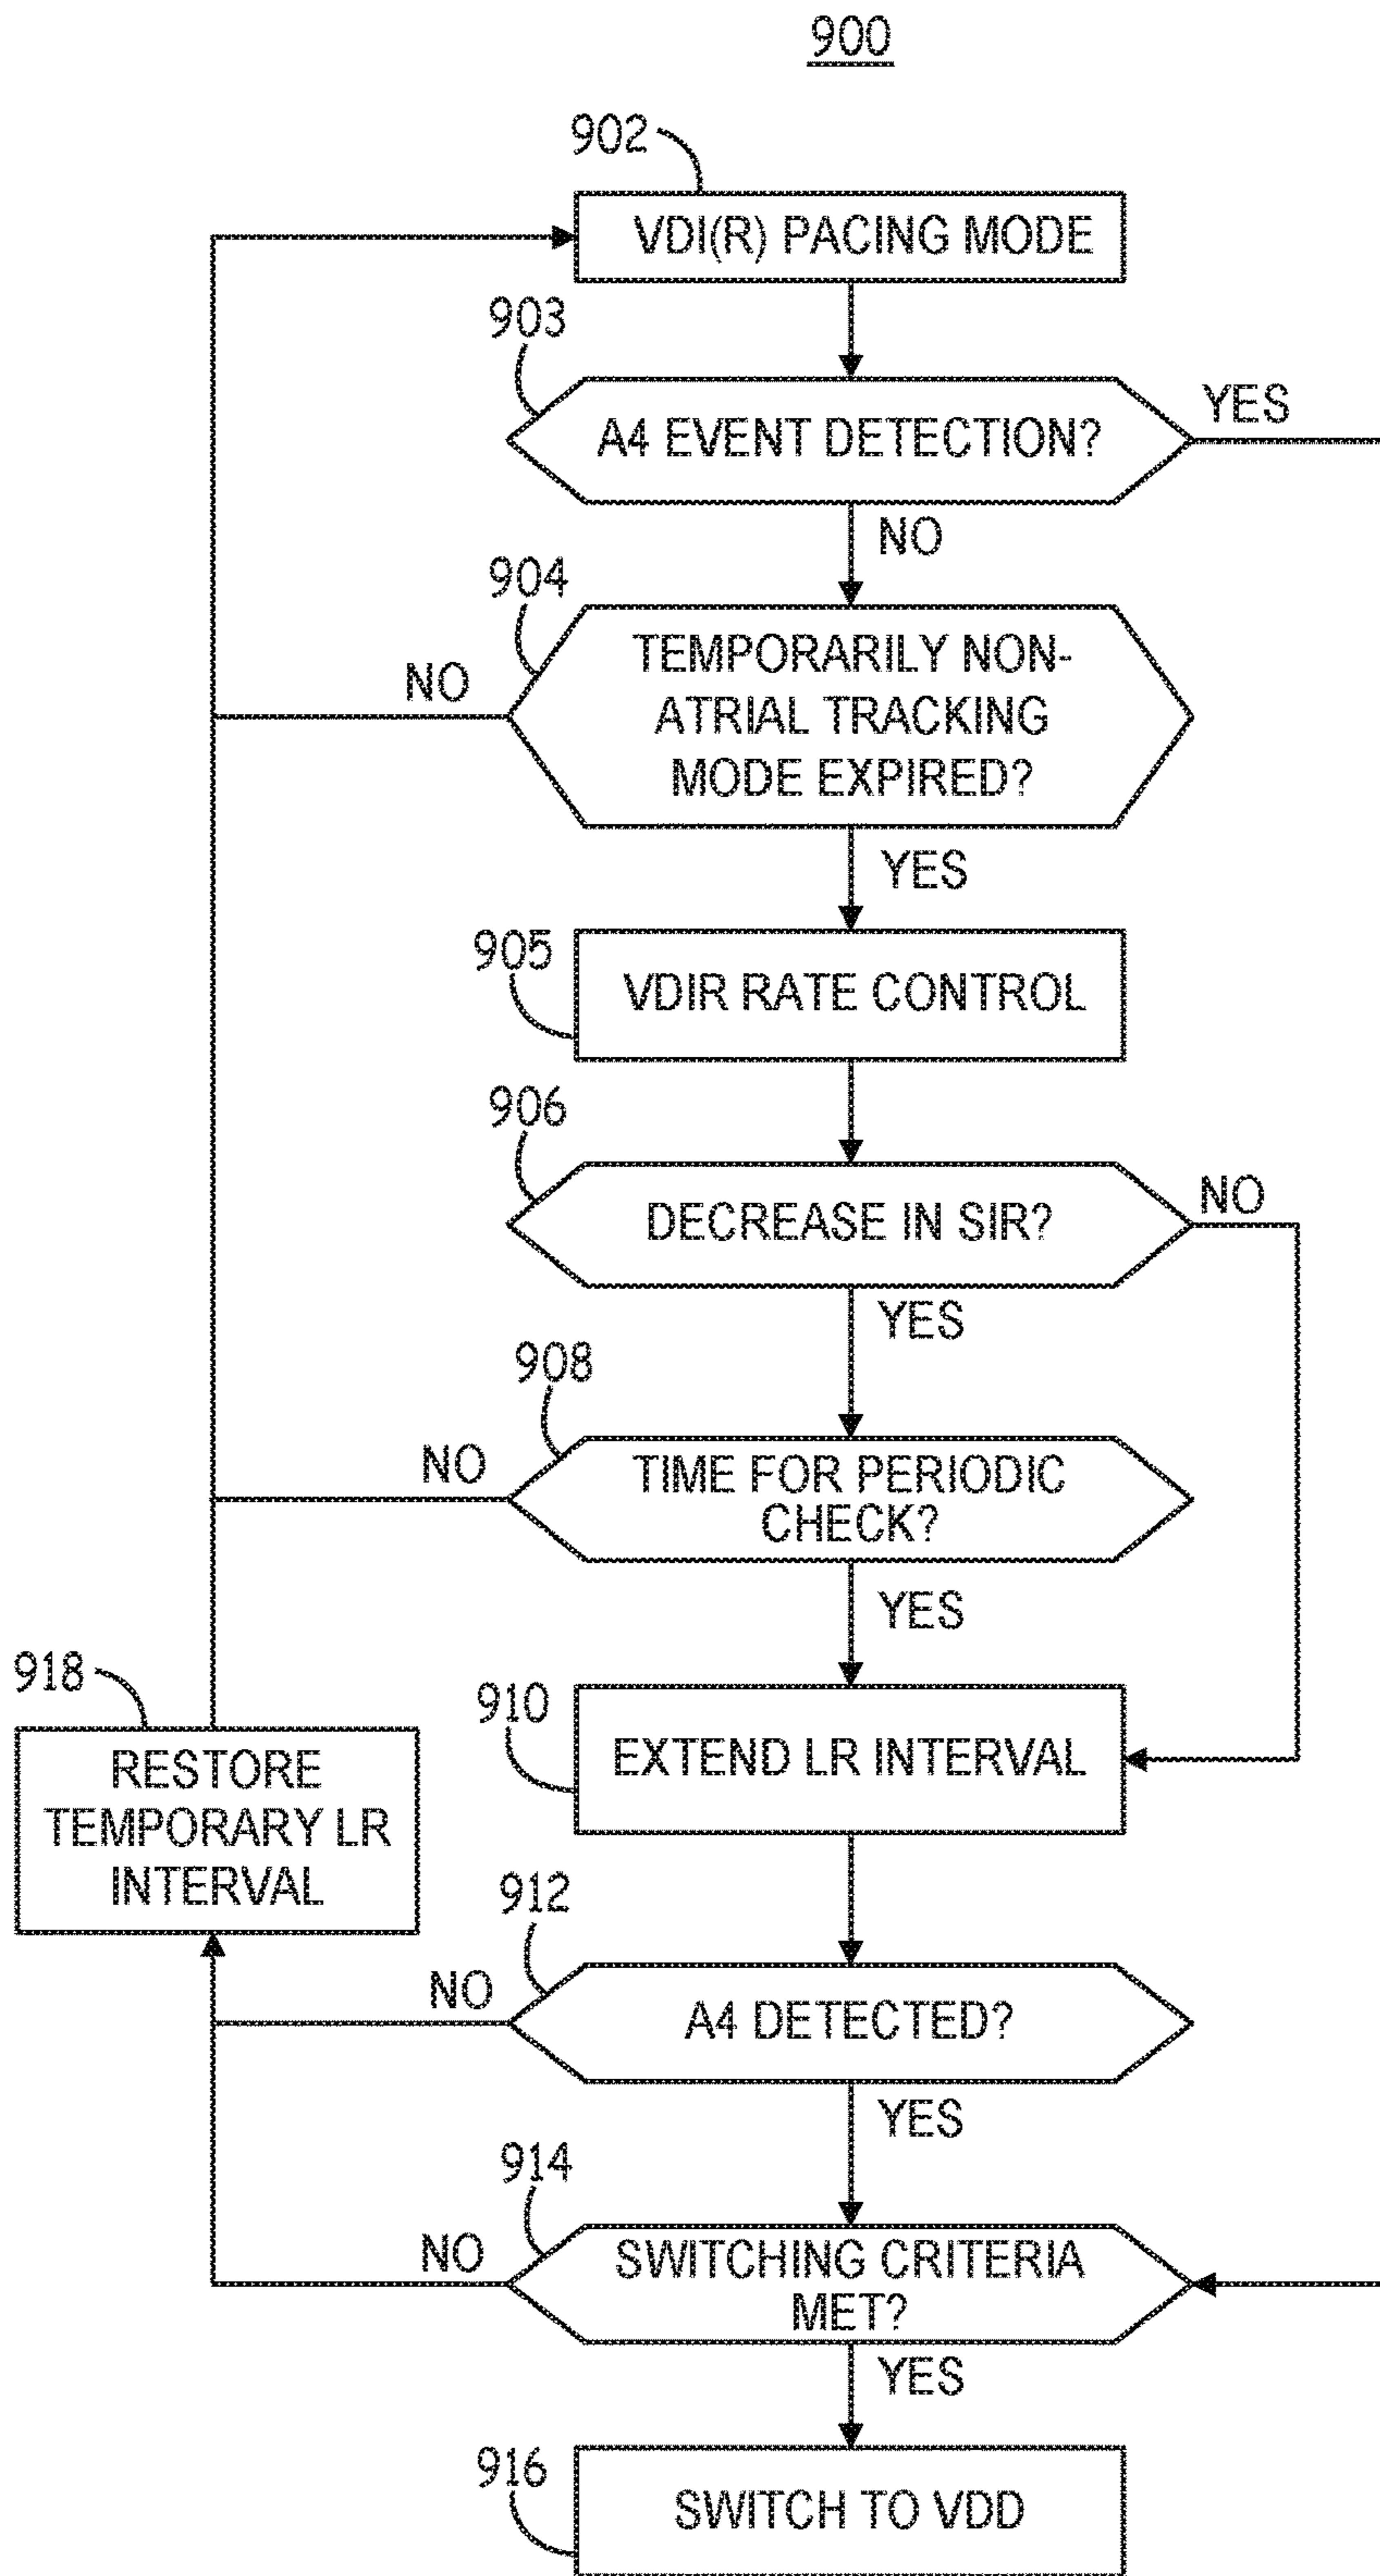 900
902
VDI(R) PACING MODE
903
A4 EVENT DETECTION?
YES
NO
904
TEMPORARILY NON-
ATRIAL TRACKING
MODE EXPIRED?
NO
YES
905
VDIR RATE CONTROL
906
DECREASE IN SIR?
NO
YES
908
TIME FOR PERIODIC
CHECK?
NO
YES
918
RESTORE
TEMPORARY LR
INTERVAL
910
EXTEND LR INTERVAL
912
A4 DETECTED?
NO
YES
914
SWITCHING CRITERIA
MET?
NO
YES
916
SWITCH TO VDD